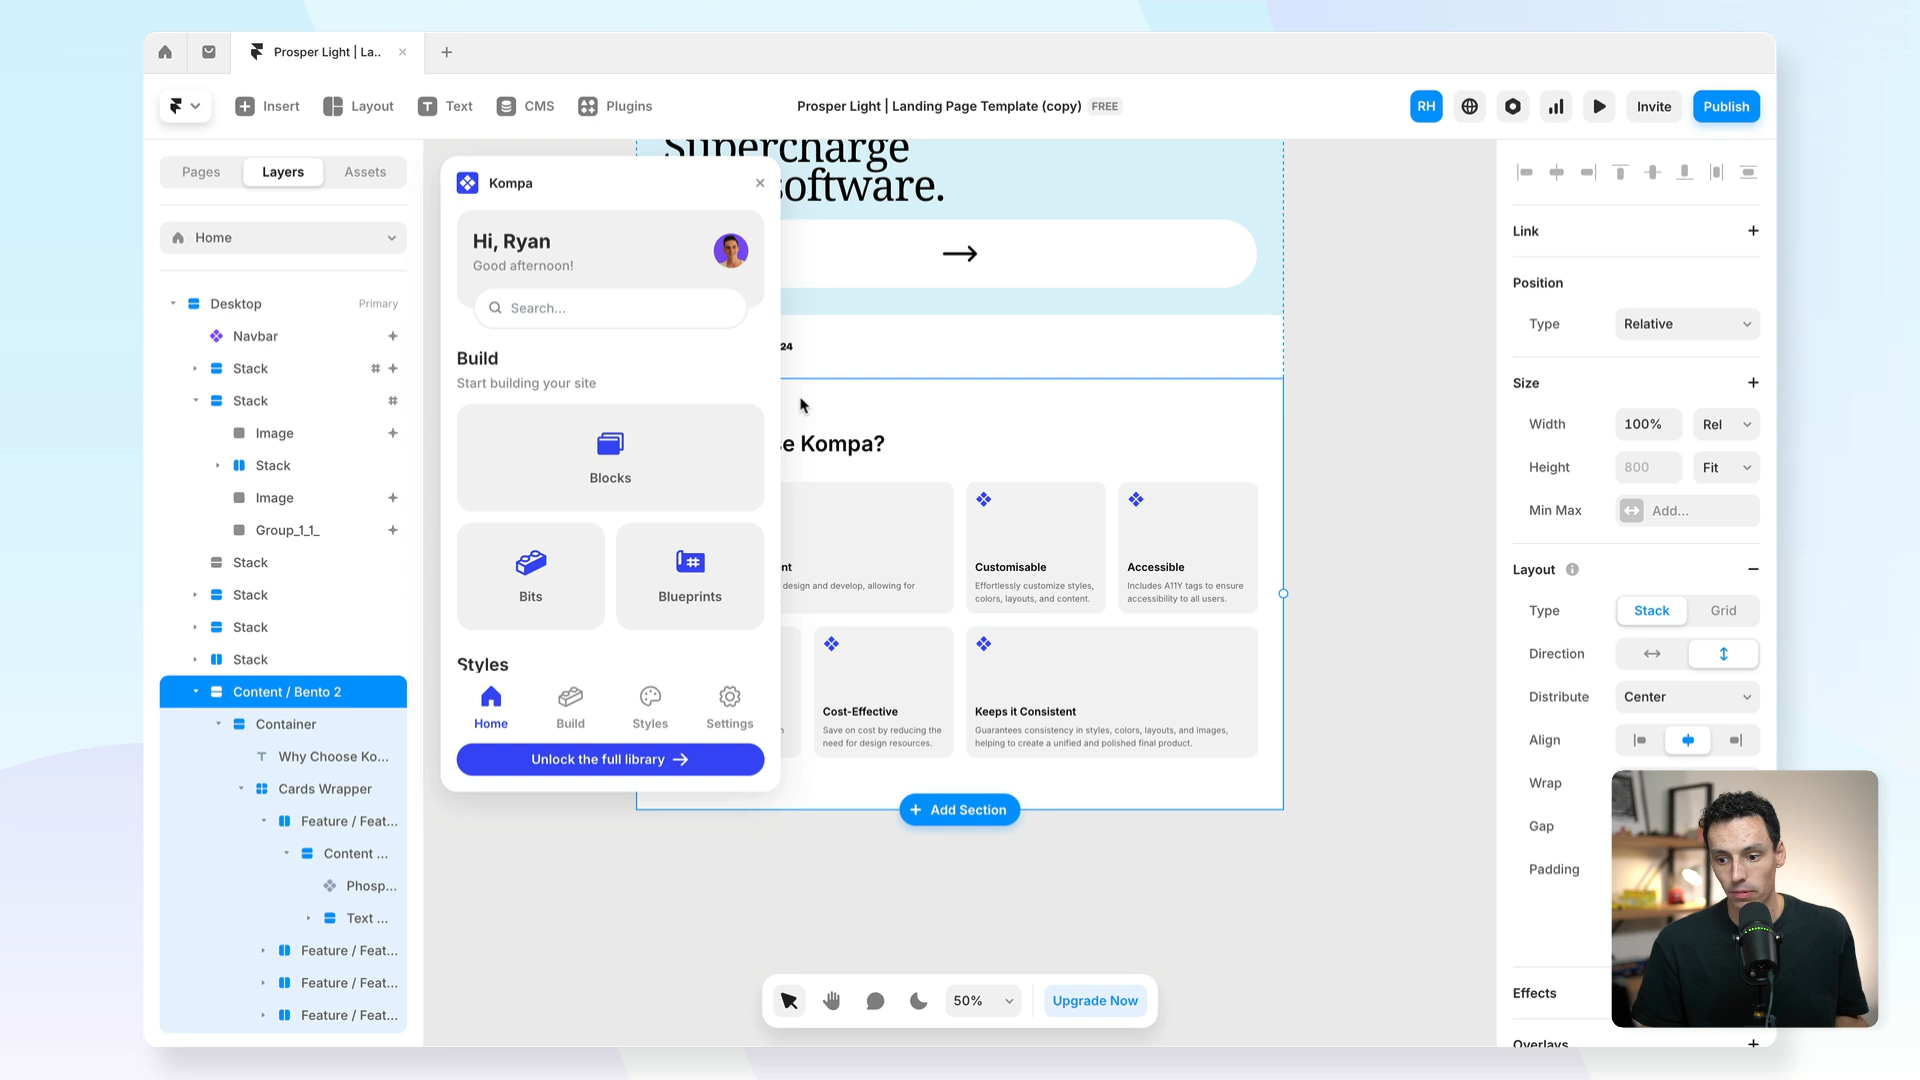 Prosper Light | La..
Insert
Layout
Text
CMS
Plugins
Prosper Light | Landing Page Template (copy)
FREE
RH
Invite
Publish
Pages
Layers
Assets
Home
Desktop
Primary
Navbar
Stack
Stack
Image
Stack
Image
Group_1_1_
Stack
Stack
Stack
Stack
Content / Bento 2
Container
Why Choose Ko...
Cards Wrapper
Feature / Feat...
Content ...
Phosp...
Text ...
Feature / Feat...
Feature / Feat...
Feature / Feat...
Kompa
Hi, Ryan
Good afternoon!
Search...
Build
Start building your site
Blocks
Bits
Blueprints
Styles
Home
Build
Styles
Settings
Unlock the full library
Supercharge
software.
24
e Kompa?
nt
design and develop, allowing for
Customisable
Effortlessly customize styles,
colors, layouts, and content.
Accessible
Includes A11Y tags to ensure
accessibility to all users.
Cost-Effective
Save on cost by reducing the
need for design resources.
Keeps it Consistent
Guarantees consistency in styles, colors, layouts, and images,
helping to create a unified and polished final product.
Add Section
50%
Upgrade Now
Link
Position
Type
Relative
Size
Width
100%
Rel
Height
800
Fit
Min Max
Add...
Layout
Type
Stack
Grid
Direction
Distribute
Center
Align
Wrap
Gap
Padding
Effects
Overlays